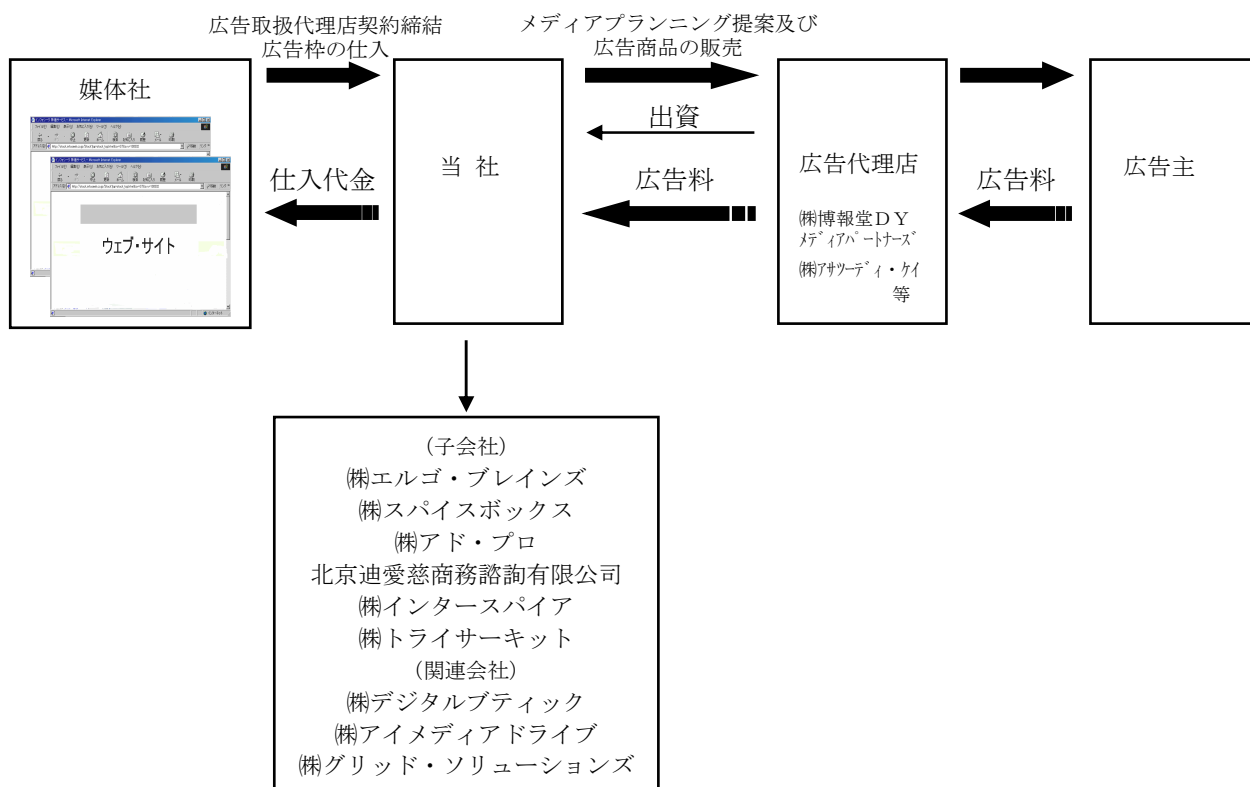 広告取扱代理店契約締結
広告枠の仕入
メディアプランニング提案及び
広告商品の販売
媒体社
ウェブ・サイト
仕入代金
当 社
出資
広告料
広告代理店
㈱博報堂DY
メディアパートナーズ
㈱アサツーディ・ケイ
等
広告料
広告主
(子会社)
㈱エルゴ・ブレインズ
㈱スパイスボックス
㈱アド・プロ
北京迪愛慈商務諮詢有限公司
㈱インタースパイア
㈱トライサーキット
(関連会社)
㈱デジタルブティック
㈱アイメディアドライブ
㈱グリッド・ソリューションズ